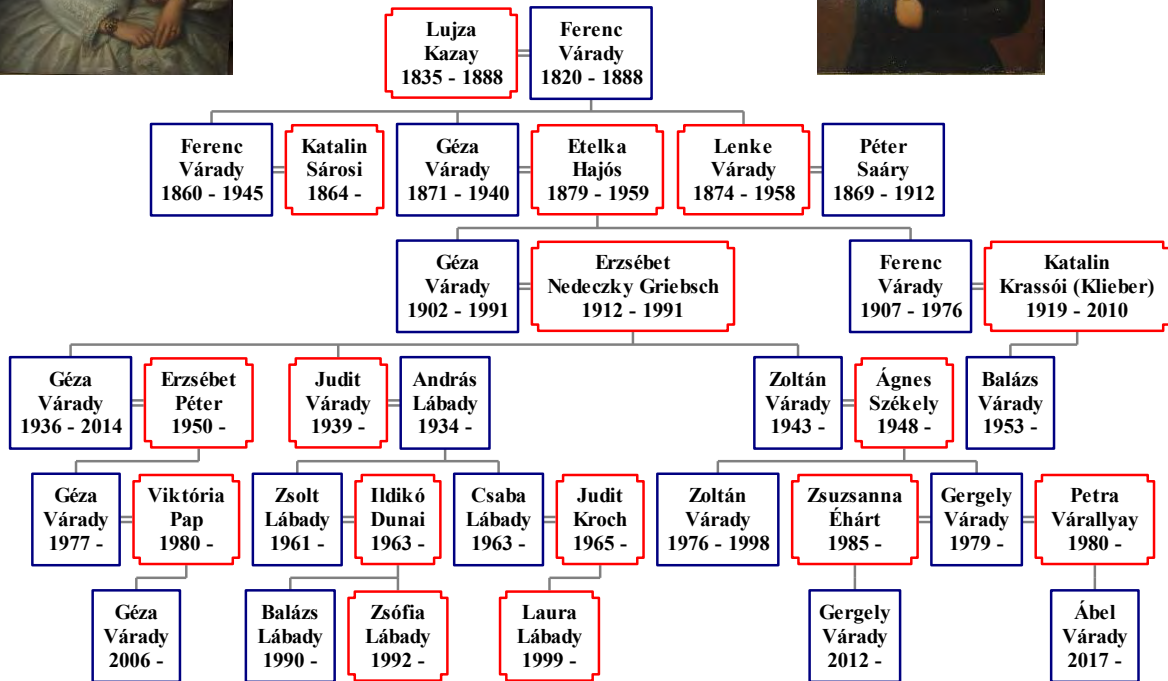 Lujza
Kazay
1835 - 1888
Ferenc
Várady
1820 - 1888
Ferenc
Várady
1860 - 1945
Katalin
Sárosi
1864 -
Géza
Várady
1871 - 1940
Etelka
Hajós
1879 - 1959
Lenke
Várady
1874 - 1958
Péter
Saáry
1869 - 1912
Géza
Várady
1902 - 1991
Erzsébet
Nedeczky Griebsch
1912 - 1991
Ferenc
Várady
1907 - 1976
Katalin
Krassói (Klieber)
1919 - 2010
Géza
Várady
1936 - 2014
Erzsébet
Péter
1950 -
Judit
Várady
1939 -
András
Lábady
1934 -
Zoltán
Várady
1943 -
Ágnes
Székely
1948 -
Balázs
Várady
1953 -
Géza
Várady
1977 -
Viktória
Pap
1980 -
Zsolt
Lábady
1961 -
Ildikó
Dunai
1963 -
Csaba
Lábady
1963 -
Judit
Kroch
1965 -
Zoltán
Várady
1976 - 1998
Zsuzsanna
Éhárt
1985 -
Gergely
Várady
1979 -
Petra
Várallyay
1980 -
Géza
Várady
2006 -
Balázs
Lábady
1990 -
Zsófia
Lábady
1992 -
Laura
Lábady
1999 -
Gergely
Várady
2012 -
Ábel
Várady
2017 -